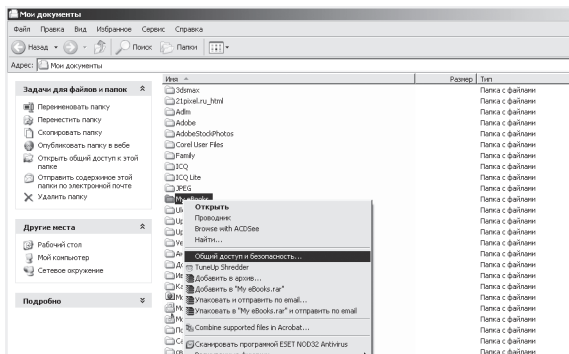 Мои документы
Файл Правка Вид Избранное Сервис Справка
Назад Поиск Папки
Адрес: Мои документы
Задачи для файлов и папок
Переименовать папку
Переместить папку
Скопировать папку
Опубликовать папку в вебе
Открыть общий доступ к этой
папке
Отправить содержимое этой
папки по электронной почте
Удалить папку
Другие места
Рабочий стол
Мой компьютер
Сетевое окружение
Подробно
Имя Размер Тип
3dsmax Папка с файлами
21pixel.ru_html Папка с файлами
Adlm Папка с файлами
Adobe Папка с файлами
AdobeStockPhotos Папка с файлами
Corel User Files Папка с файлами
Family Папка с файлами
ICQ Папка с файлами
ICQ Lite Папка с файлами
JPEG Папка с файлами
My eBooks Папка с файлами
Папка с файлами
Папка с файлами
Папка с файлами
Папка с файлами
Папка с файлами
Папка с файлами
Папка с файлами
Папка с файлами
Папка с файлами
Папка с файлами
Папка с файлами
Папка с файлами
Папка с файлами
Папка с файлами
Открыть
Проводник
Browse with ACDSee
Найти...
Общий доступ и безопасность...
TuneUp Shredder
Добавить в архив...
Добавить в "My eBooks.rar"
Упаковать и отправить по email...
Упаковать в "My eBooks.rar" и отправить по email
Combine supported files in Acrobat...
Сканировать программой ESET NOD32 Antivirus